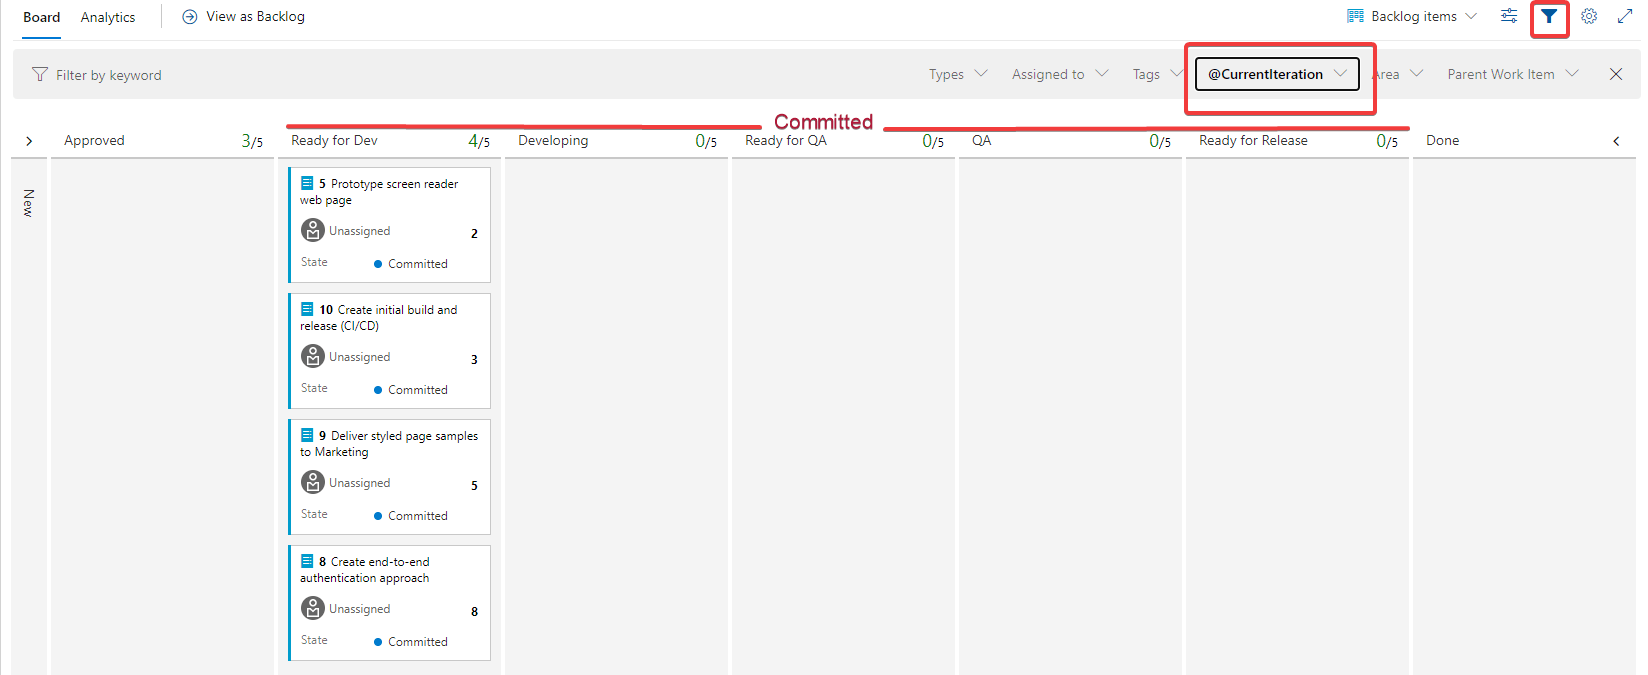 Board Analytics View as Backlog Backlog items
Filter by keyword Types Assigned to Tags @CurrentIteration Area Parent Work Item
Committed
Approved 3/5 Ready for Dev 4/5 Developing 0/5 Ready for QA 0/5 QA 0/5 Ready for Release 0/5 Done
New
5 Prototype screen reader
web page
Unassigned 2
State Committed
10 Create initial build and
release (CI/CD)
Unassigned 3
State Committed
9 Deliver styled page samples
to Marketing
Unassigned 5
State Committed
8 Create end-to-end
authentication approach
Unassigned 8
State Committed